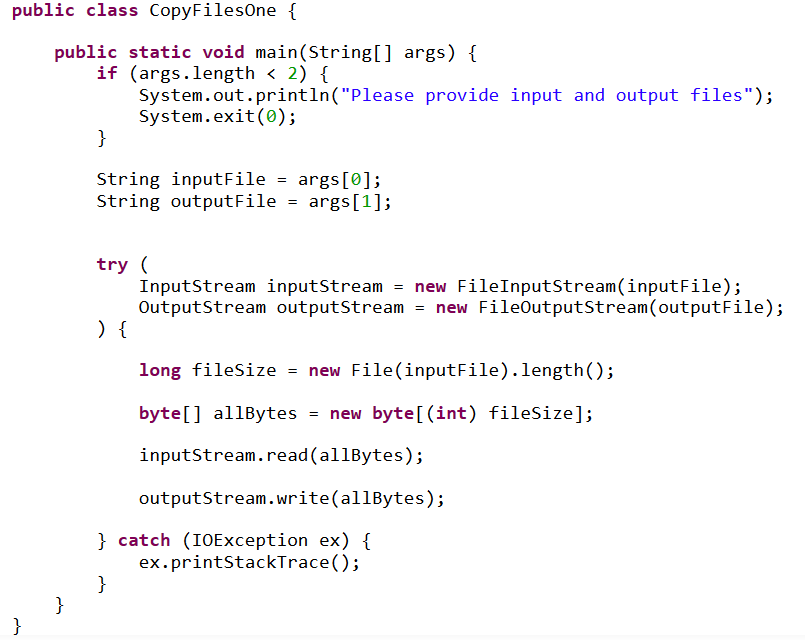 public class CopyFilesOne {
public static void main(String[] args) {
if (args.length < 2) {
System.out.println("Please provide input and output files");
System.exit(0);
}
String inputFile = args[0];
String outputFile = args[1];
try (
InputStream inputStream = new FileInputStream(inputFile);
OutputStream outputStream = new FileOutputStream(outputFile);
) {
long fileSize = new File(inputFile).length();
byte[] allBytes = new byte[(int) fileSize];
inputStream.read(allBytes);
outputStream.write(allBytes);
} catch (IOException ex) {
ex.printStackTrace();
}
}
}